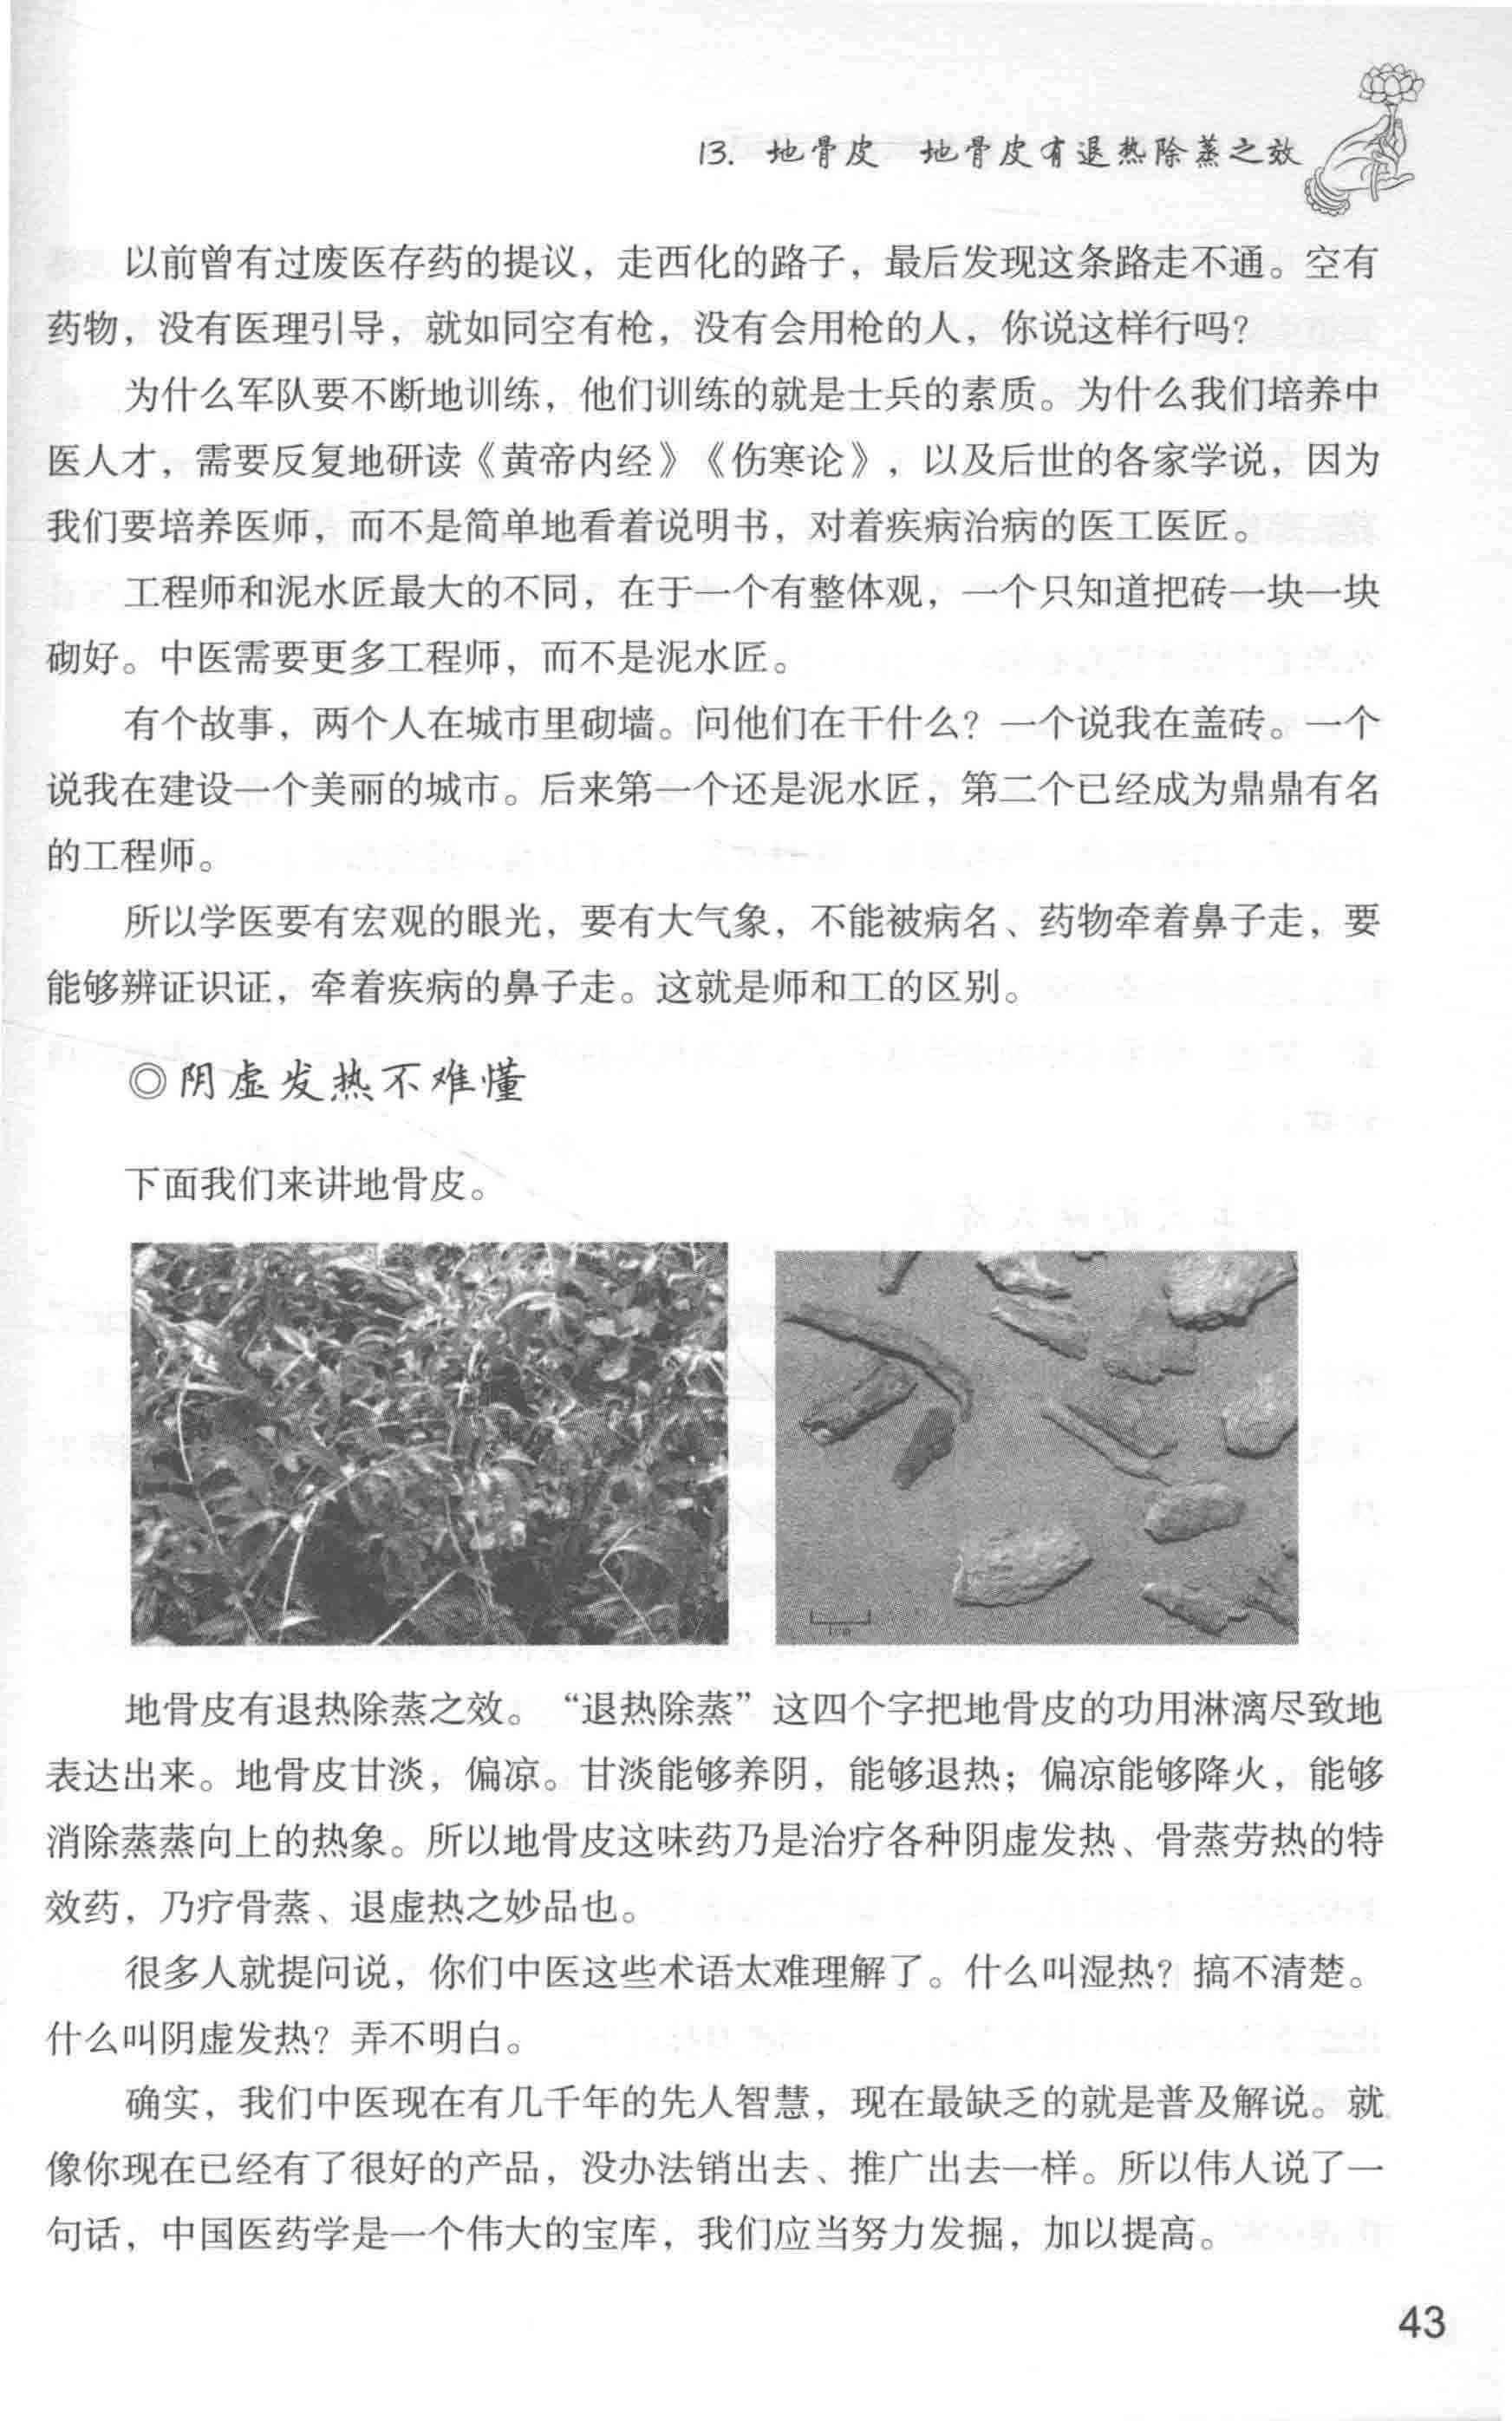 13. 地骨皮　地骨皮有退热除蒸之效
以前曾有过废医存药的提议，走西化的路子，最后发现这条路走不通。空有
药物，没有医理引导，就如同空有枪，没有会用枪的人，你说这样行吗？
为什么军队要不断地训练，他们训练的就是士兵的素质。为什么我们培养中
医人才，需要反复地研读《黄帝内经》《伤寒论》，以及后世的各家学说，因为
我们要培养医师，而不是简单地看着说明书，对着疾病治病的医工医匠。
工程师和泥水匠最大的不同，在于一个有整体观，一个只知道把砖一块一块
砌好。中医需要更多工程师，而不是泥水匠。
有个故事，两个人在城市里砌墙。问他们在干什么？一个说我在盖砖。一个
说我在建设一个美丽的城市。后来第一个还是泥水匠，第二个已经成为鼎鼎有名
的工程师。
所以学医要有宏观的眼光，要有大气象，不能被病名、药物牵着鼻子走，要
能够辨证识证，牵着疾病的鼻子走。这就是师和工的区别。
◎阴虚发热不难懂
下面我们来讲地骨皮。
1cm
地骨皮有退热除蒸之效。“退热除蒸”这四个字把地骨皮的功用淋漓尽致地
表达出来。地骨皮甘淡，偏凉。甘淡能够养阴，能够退热；偏凉能够降火，能够
消除蒸蒸向上的热象。所以地骨皮这味药乃是治疗各种阴虚发热、骨蒸劳热的特
效药，乃疗骨蒸、退虚热之妙品也。
很多人就提问说，你们中医这些术语太难理解了。什么叫湿热？搞不清楚。
什么叫阴虚发热？弄不明白。
确实，我们中医现在有几千年的先人智慧，现在最缺乏的就是普及解说。就
像你现在已经有了很好的产品，没办法销出去、推广出去一样。所以伟人说了一
句话，中国医药学是一个伟大的宝库，我们应当努力发掘，加以提高。
43